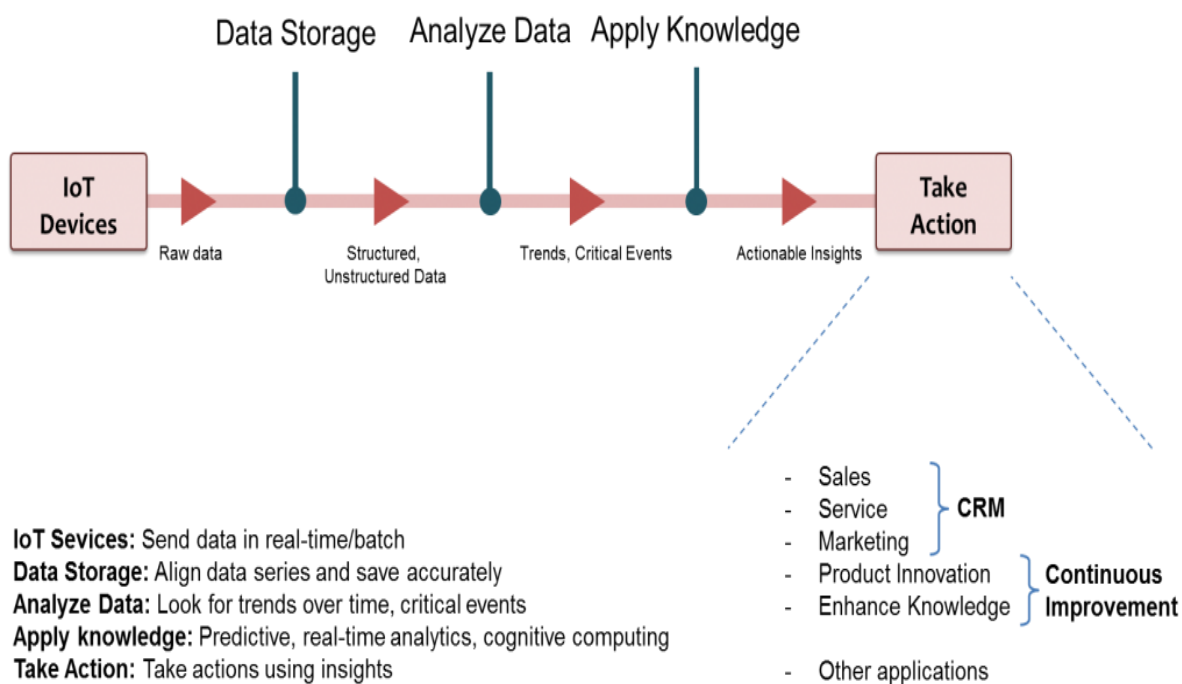 Data Storage
Analyze Data
Apply Knowledge
IoT
Devices
Take
Action
Raw data
Structured,
Unstructured Data
Trends, Critical Events
Actionable Insights
- Sales
- Service
- Marketing
CRM
- Product Innovation
- Enhance Knowledge
Continuous
Improvement
- Other applications
IoT Sevices: Send data in real-time/batch
Data Storage: Align data series and save accurately
Analyze Data: Look for trends over time, critical events
Apply knowledge: Predictive, real-time analytics, cognitive computing
Take Action: Take actions using insights